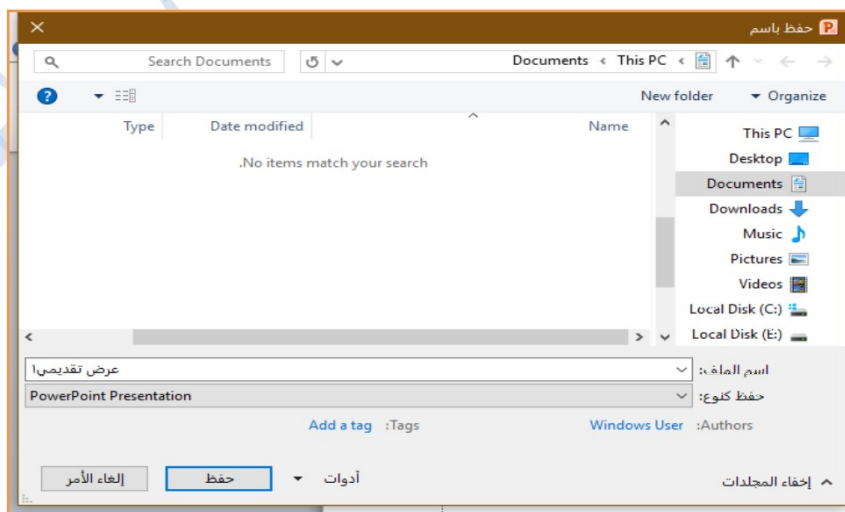 حفظ باسم
Documents › This PC ›
Search Documents
Organize
New folder
Name
Date modified
Type
No items match your search.
This PC
Desktop
Documents
Downloads
Music
Pictures
Videos
Local Disk (C:)
Local Disk (E:)
اسم الملف: عرض تقديمي١
حفظ كنوع: PowerPoint Presentation
Authors: Windows User
Tags: Add a tag
إخفاء المجلدات
أدوات
حفظ
إلغاء الأمر